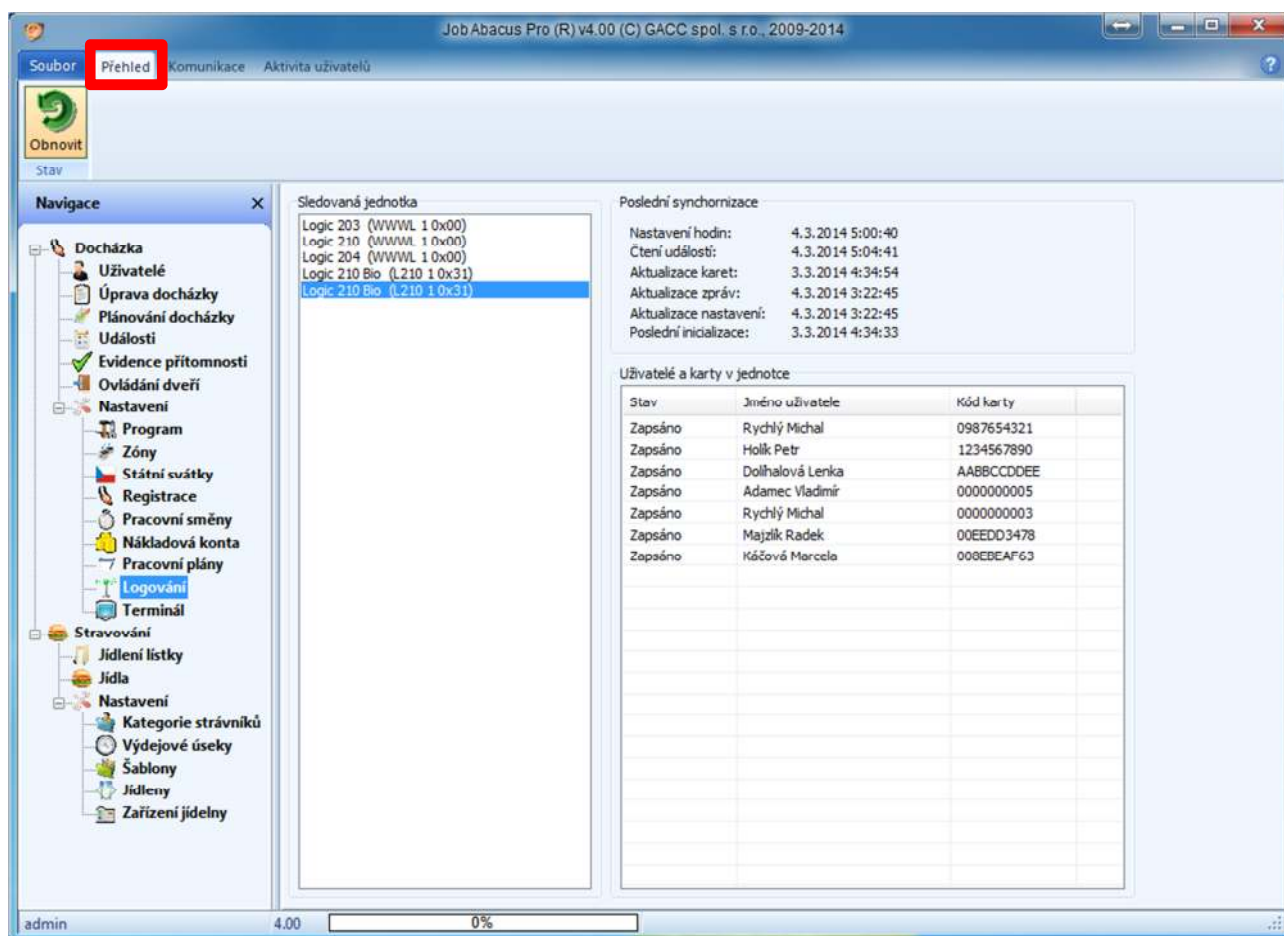 Job Abacus Pro (R) v4.00 (C) GACC spol. s r.o., 2009-2014
Soubor Přehled Komunikace Aktivita uživatelů
Obnovit
Stav
Navigace
Docházka
Uživatelé
Úprava docházky
Plánování docházky
Události
Evidence přítomnosti
Ovládání dveří
Nastavení
Program
Zóny
Státní svátky
Registrace
Pracovní směny
Nákladová konta
Pracovní plány
Logování
Terminál
Stravování
Jídlení lístky
Jídla
Nastavení
Kategorie strávníků
Výdejové úseky
Šablony
Jídleny
Zařízení jídelny
Sledovaná jednotka
Logic 203 (WWWL 1 0x00)
Logic 210 (WWWL 1 0x00)
Logic 204 (WWWL 1 0x00)
Logic 210 Bio (L210 1 0x31)
Logic 210 Bio (L210 1 0x31)
Poslední synchornizace
Nastavení hodin: 4.3.2014 5:00:40
Čtení událostí: 4.3.2014 5:04:41
Aktualizace karet: 3.3.2014 4:34:54
Aktualizace zpráv: 4.3.2014 3:22:45
Aktualizace nastavení: 4.3.2014 3:22:45
Poslední inicializace: 3.3.2014 4:34:33
Uživatelé a karty v jednotce
Stav Jméno uživatele Kód karty
Zapsáno Rychlý Michal 0987654321
Zapsáno Holík Petr 1234567890
Zapsáno Dolíhalová Lenka AABBCCDDEE
Zapsáno Adamec Vladimír 0000000005
Zapsáno Rychlý Michal 0000000003
Zapsáno Majzlík Radek 00EEDD3478
Zapsáno Káčová Marcela 008EBEAF63
admin 4.00 0%